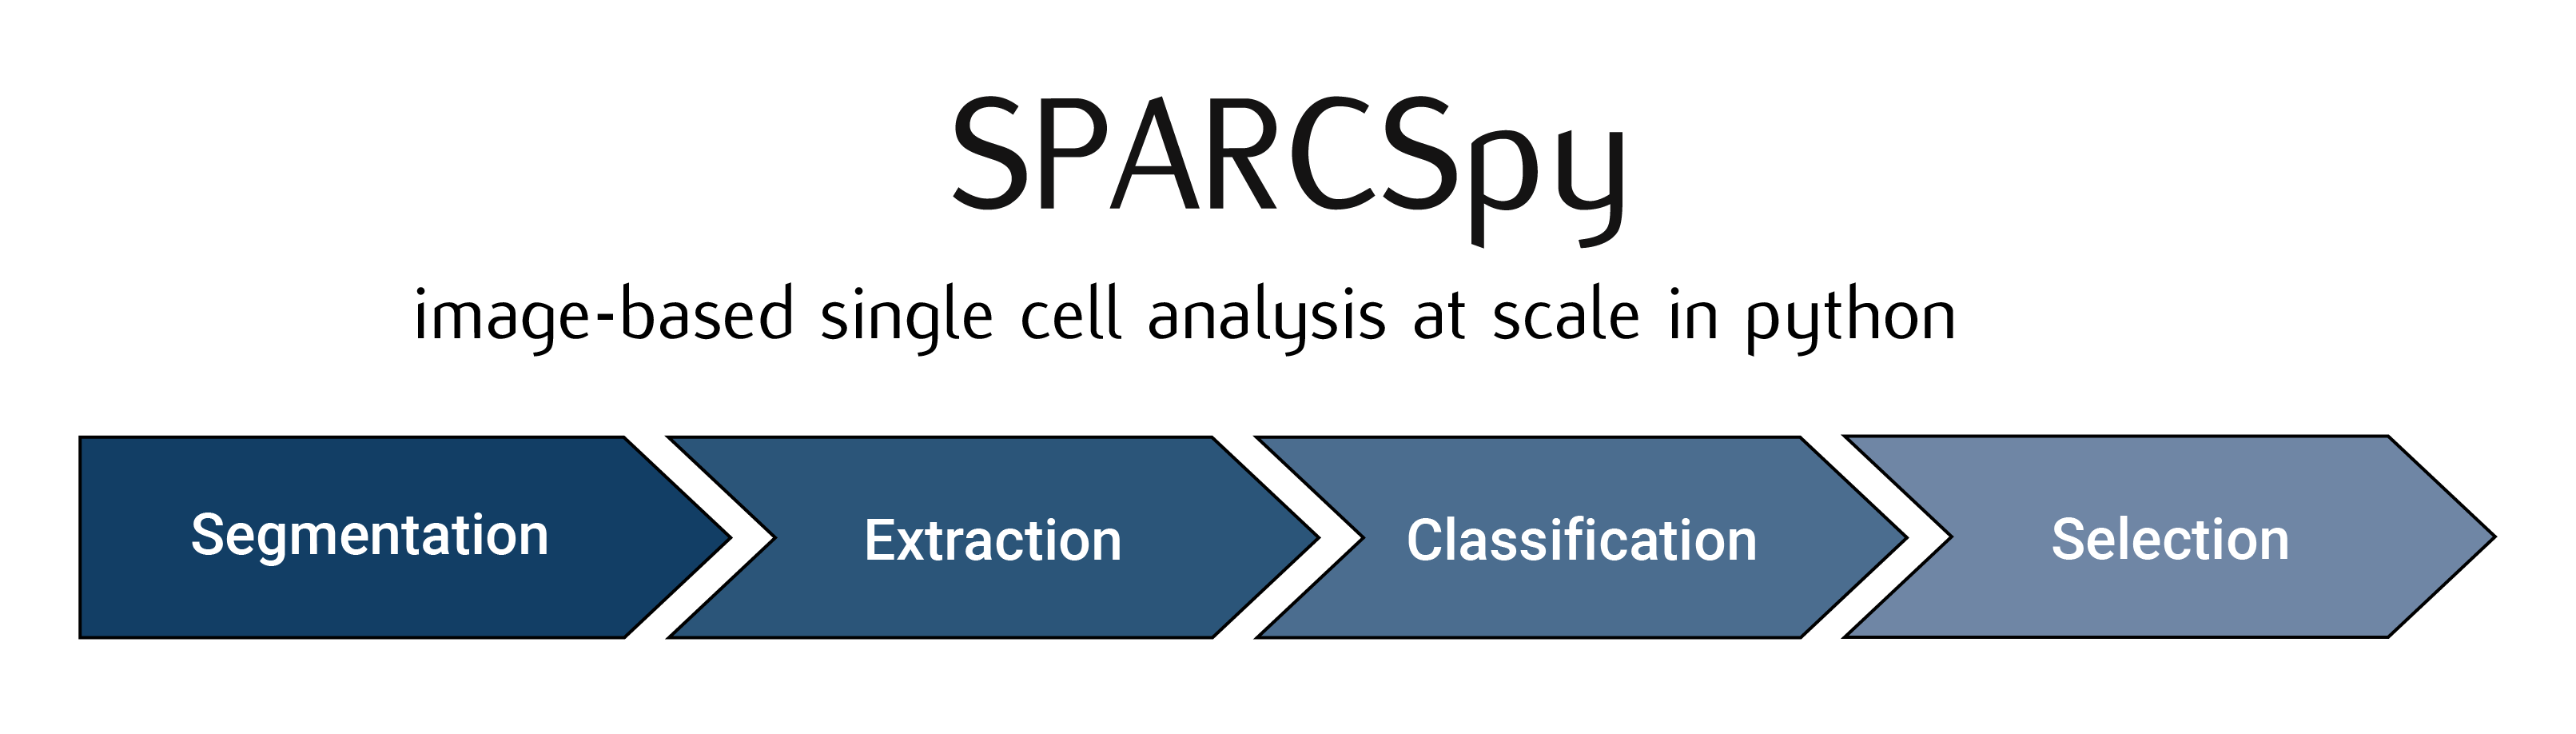 SPARCSpy
image-based single cell analysis at scale in python
Segmentation
Extraction
Classification
Selection